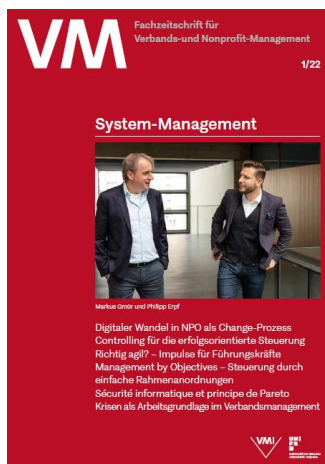 VM
Fachzeitschrift für
Verbands-und Nonprofit-Management
1/22
System-Management
Markus Gmür und Philipp Erpf
Digitaler Wandel in NPO als Change-Prozess
Controlling für die erfolgsorientierte Steuerung
Richtig agil? – Impulse für Führungskräfte
Management by Objectives – Steuerung durch
einfache Rahmenanordnungen
Sécurité informatique et principe de Pareto
Krisen als Arbeitsgrundlage im Verbandsmanagement
VMI
UNI
FR